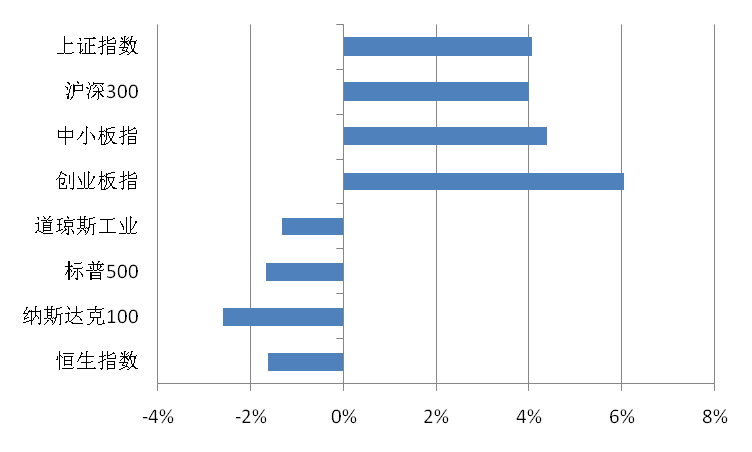 上证指数
沪深300
中小板指
创业板指
道琼斯工业
标普500
纳斯达克100
恒生指数
-4% -2% 0% 2% 4% 6% 8%